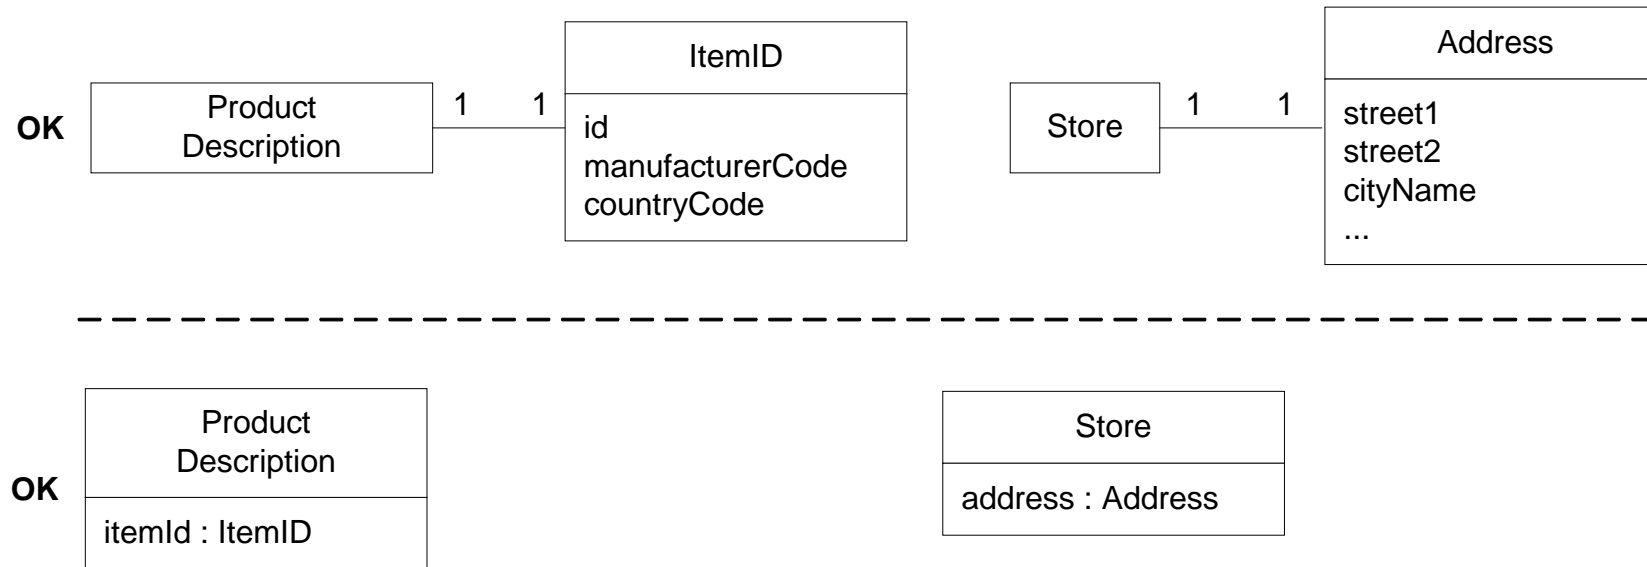 OK
Product
Description
1 1
ItemID
id
manufacturerCode
countryCode
Store
1 1
Address
street1
street2
cityName
...
OK
Product
Description
itemId : ItemID
Store
address : Address